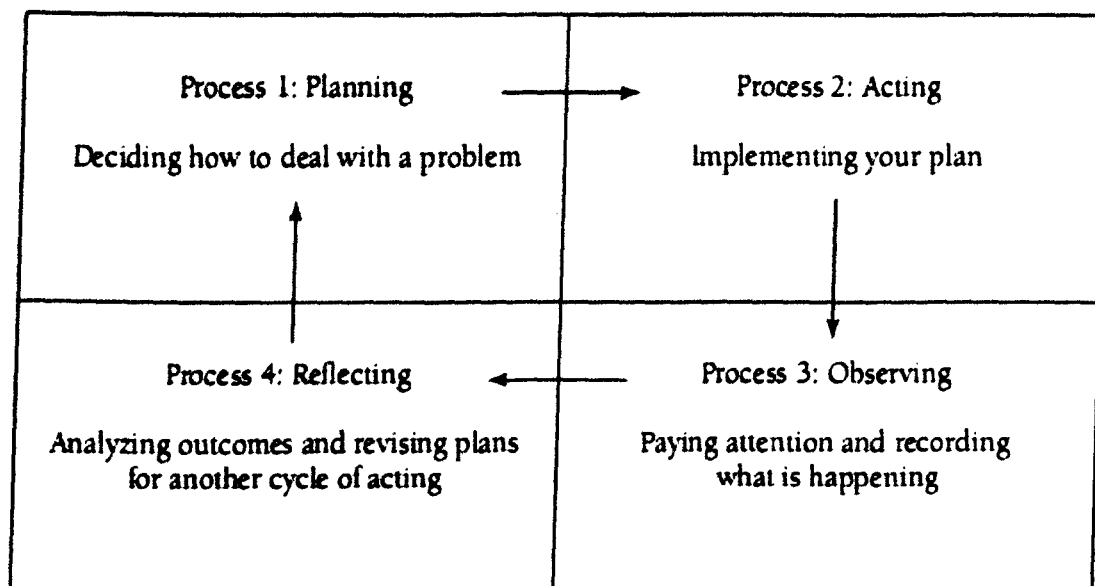 Process 1: Planning
Deciding how to deal with a problem
Process 2: Acting
Implementing your plan
Process 3: Observing
Paying attention and recording
what is happening
Process 4: Reflecting
Analyzing outcomes and revising plans
for another cycle of acting